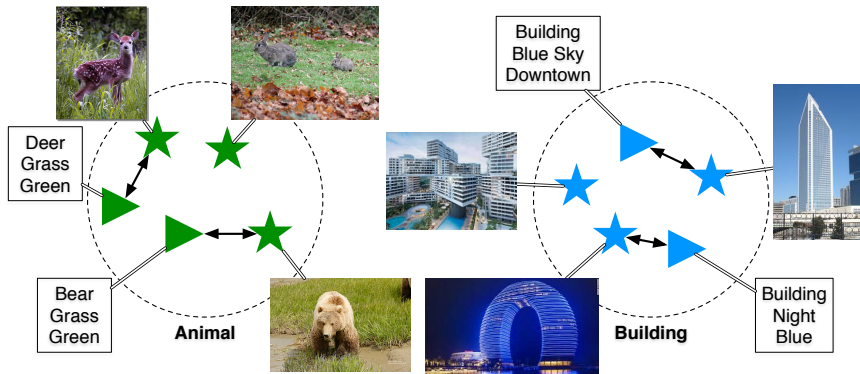 Building
Blue Sky
Downtown
Deer
Grass
Green
Bear
Grass
Green
Animal
Building
Building
Night
Blue